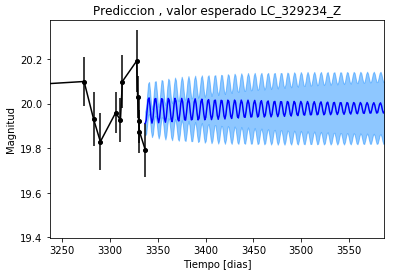 Prediccion , valor esperado LC_329234_Z
20.2
20.0
19.8
19.6
19.4
Magnitud
3250 3300 3350 3400 3450 3500 3550
Tiempo [dias]